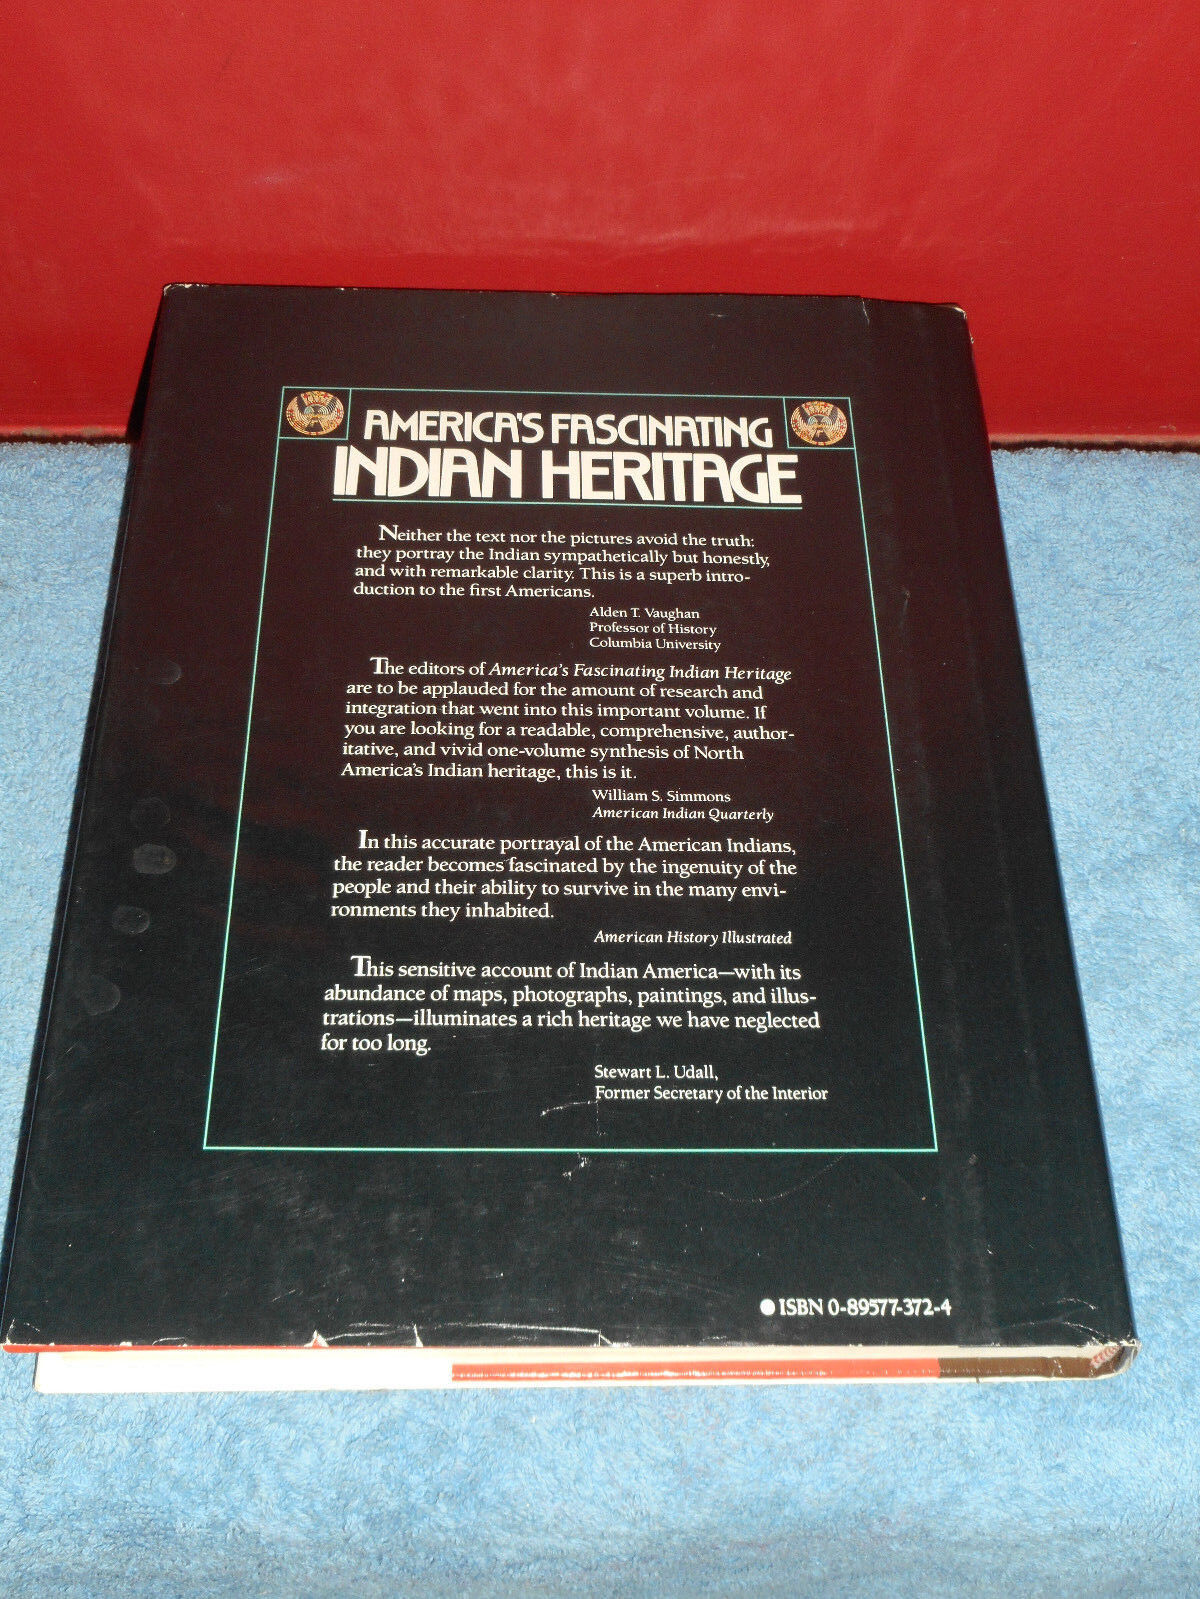 AMERICA'S FASCINATING
INDIAN HERITAGE
Neither the text nor the pictures avoid the truth:
they portray the Indian sympathetically but honestly,
and with remarkable clarity. This is a superb intro-
duction to the first Americans.
Alden T. Vaughan
Professor of History
Columbia University
The editors of America's Fascinating Indian Heritage
are to be applauded for the amount of research and
integration that went into this important volume. If
you are looking for a readable, comprehensive, author-
itative, and vivid one-volume synthesis of North
America's Indian heritage, this is it.
William S. Simmons
American Indian Quarterly
In this accurate portrayal of the American Indians,
the reader becomes fascinated by the ingenuity of the
people and their ability to survive in the many envi-
ronments they inhabited.
American History Illustrated
This sensitive account of Indian America—with its
abundance of maps, photographs, paintings, and illus-
trations—illuminates a rich heritage we have neglected
for too long.
Stewart L. Udall,
Former Secretary of the Interior
● ISBN 0-89577-372-4